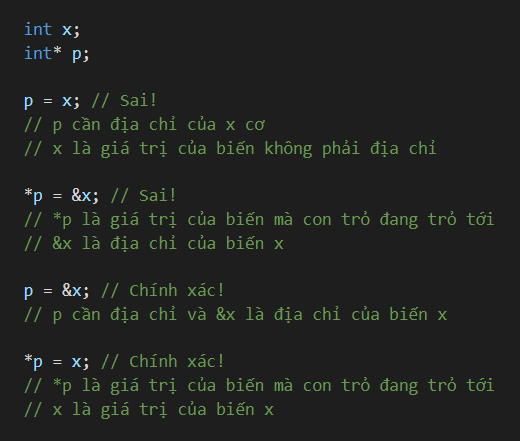 int x;
int* p;
p = x; // Sai!
// p cần địa chỉ của x cơ
// x là giá trị của biến không phải địa chỉ
*p = &x; // Sai!
// *p là giá trị của biến mà con trỏ đang trỏ tới
// &x là địa chỉ của biến x
p = &x; // Chính xác!
// p cần địa chỉ và &x là địa chỉ của biến x
*p = x; // Chính xác!
// *p là giá trị của biến mà con trỏ đang trỏ tới
// x là giá trị của biến x